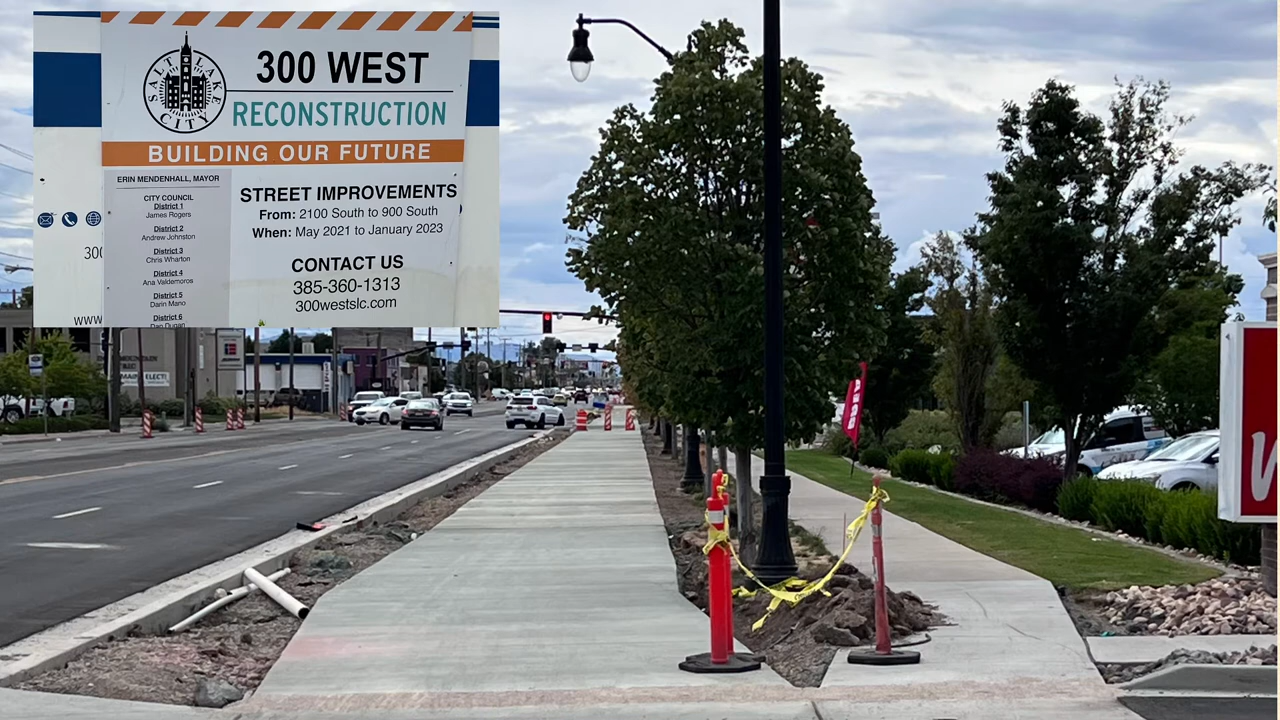 SALT LAKE CITY
300 WEST
RECONSTRUCTION
BUILDING OUR FUTURE
ERIN MENDENHALL, MAYOR
CITY COUNCIL
District 1
James Rogers
District 2
Andrew Johnston
District 3
Chris Wharton
District 4
Ana Valdemoros
District 5
Darin Mano
District 6
Dan Dugan
STREET IMPROVEMENTS
From: 2100 South to 900 South
When: May 2021 to January 2023
CONTACT US
385-360-1313
300westslc.com
300
www